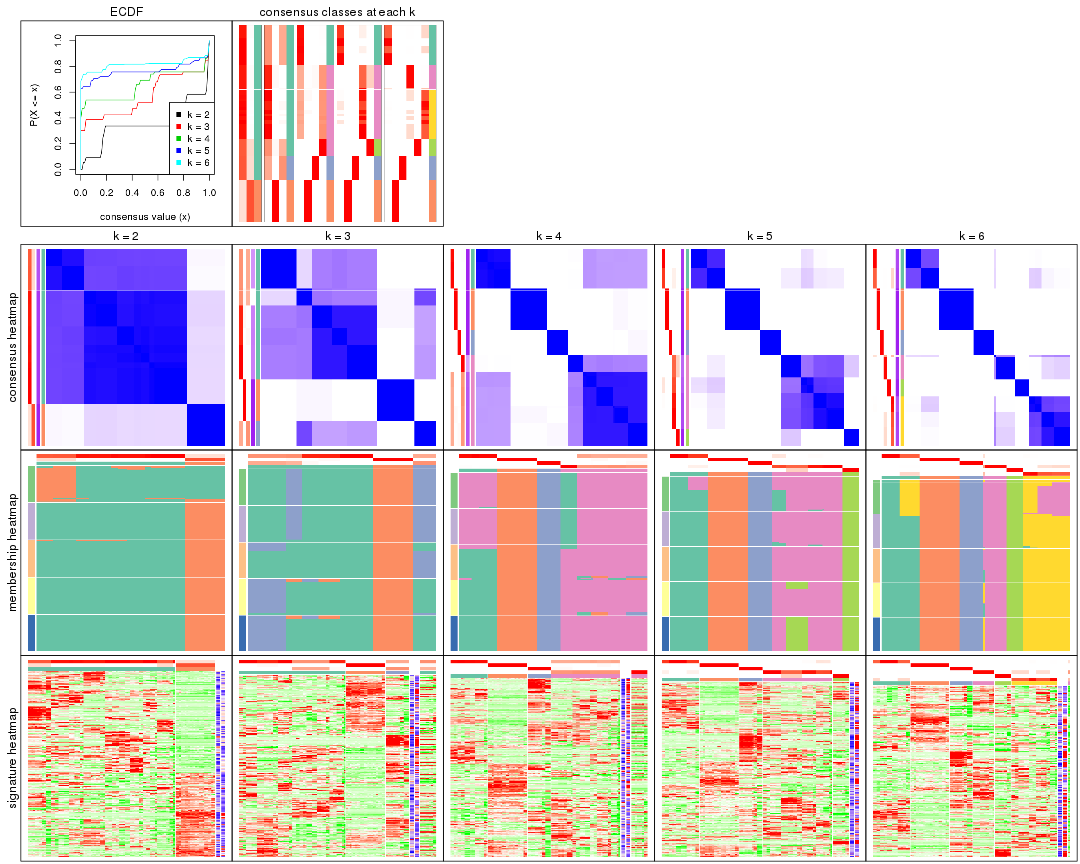 ECDF
consensus classes at each k
P(X <= x)
0.0 0.2 0.4 0.6 0.8 1.0
k = 2
k = 3
k = 4
k = 5
k = 6
0.0 0.2 0.4 0.6 0.8 1.0
consensus value (x)
k = 2 k = 3 k = 4 k = 5 k = 6
consensus heatmap
membership heatmap
signature heatmap